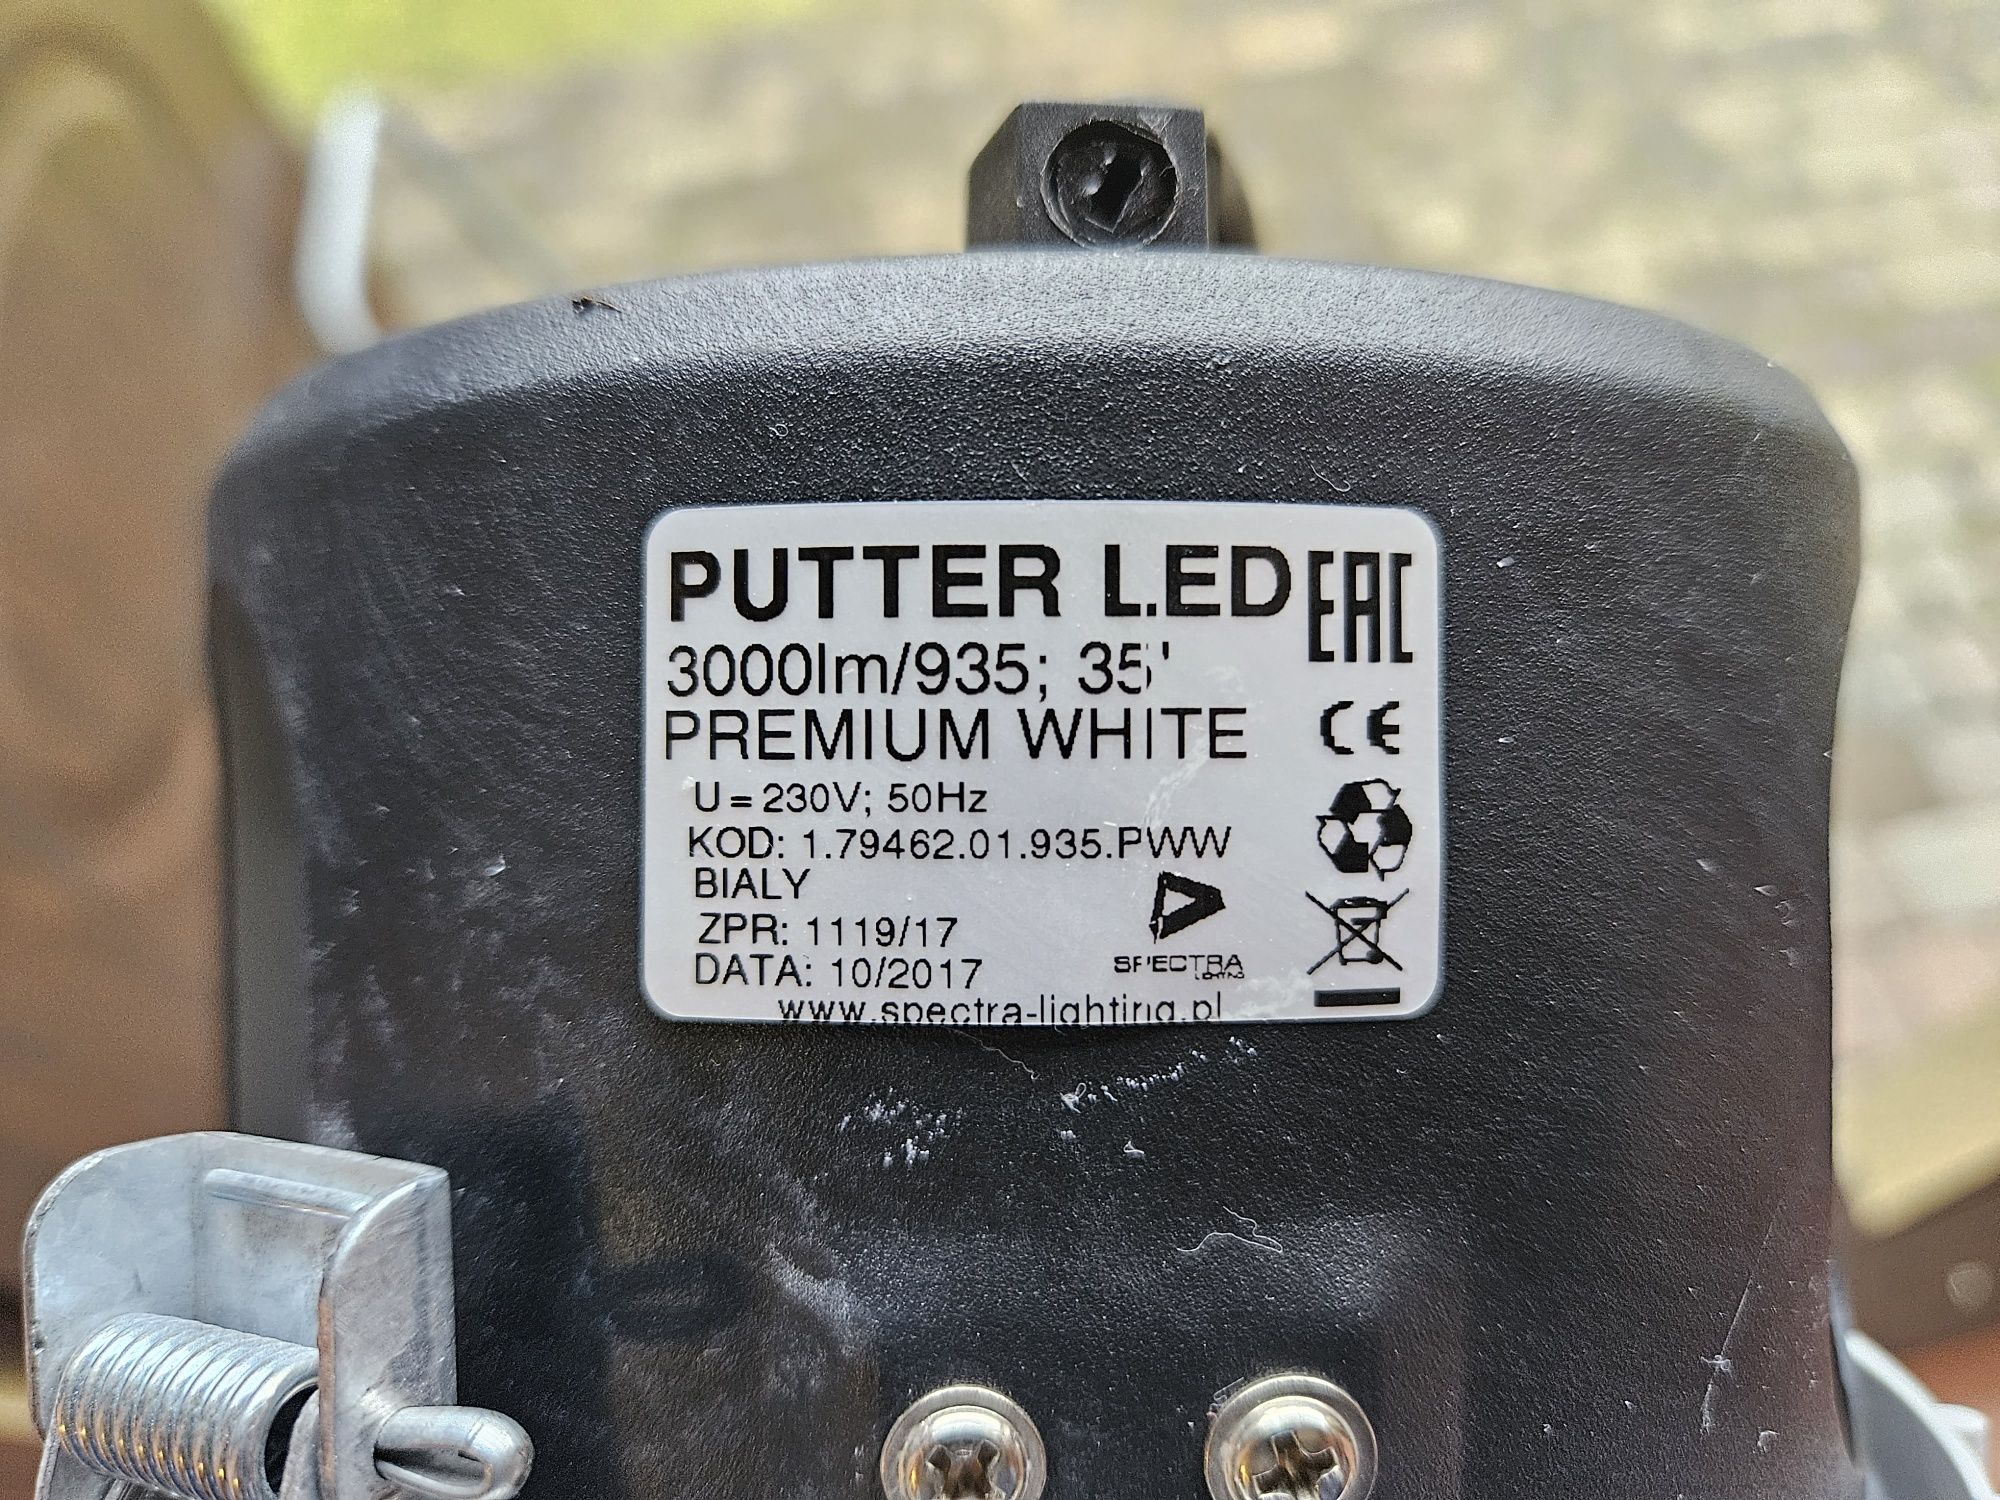 PUTTER LED
EAC
3000lm/935; 35'
PREMIUM WHITE
CE
U=230V; 50Hz
KOD: 1.79462.01.935.PWW
BIALY
ZPR: 1119/17
DATA: 10/2017
SPECTRA
LIGHTING
www.spectra-lighting.pl